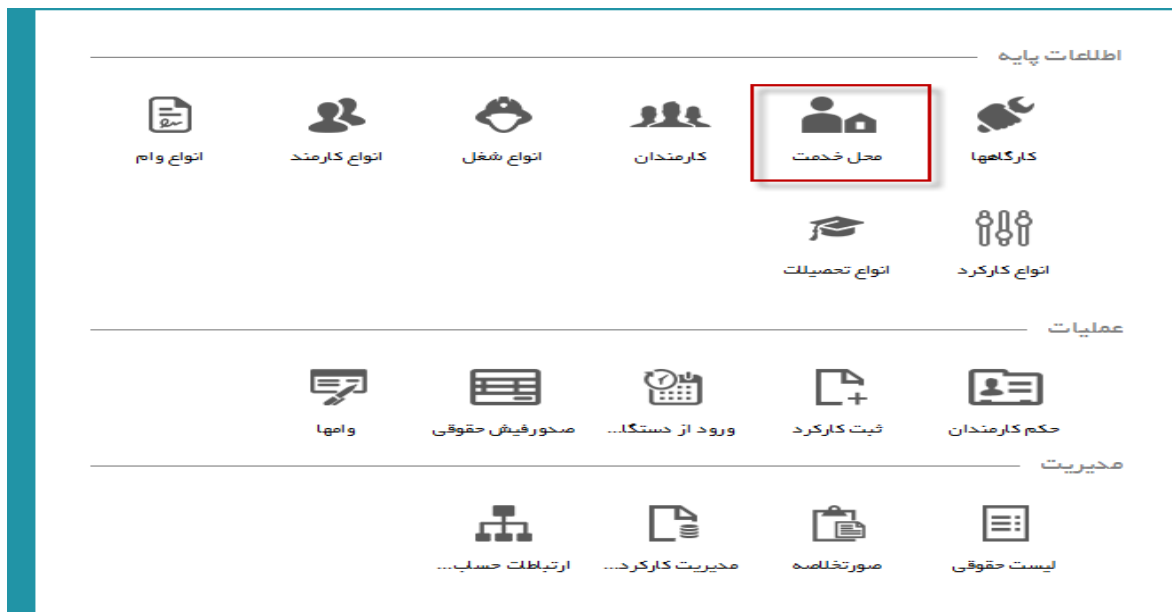 اطلاعات پایه
کارگاهها
محل خدمت
کارمندان
انواع شغل
انواع کارمند
انواع وام
انواع کارکرد
انواع تحصیلات
عملیات
حکم کارمندان
ثبت کارکرد
ورود از دستگا...
صدورفیش حقوقی
وامها
مدیریت
لیست حقوقی
صورتخلاصه
مدیریت کارکرد...
ارتباطات حساب...